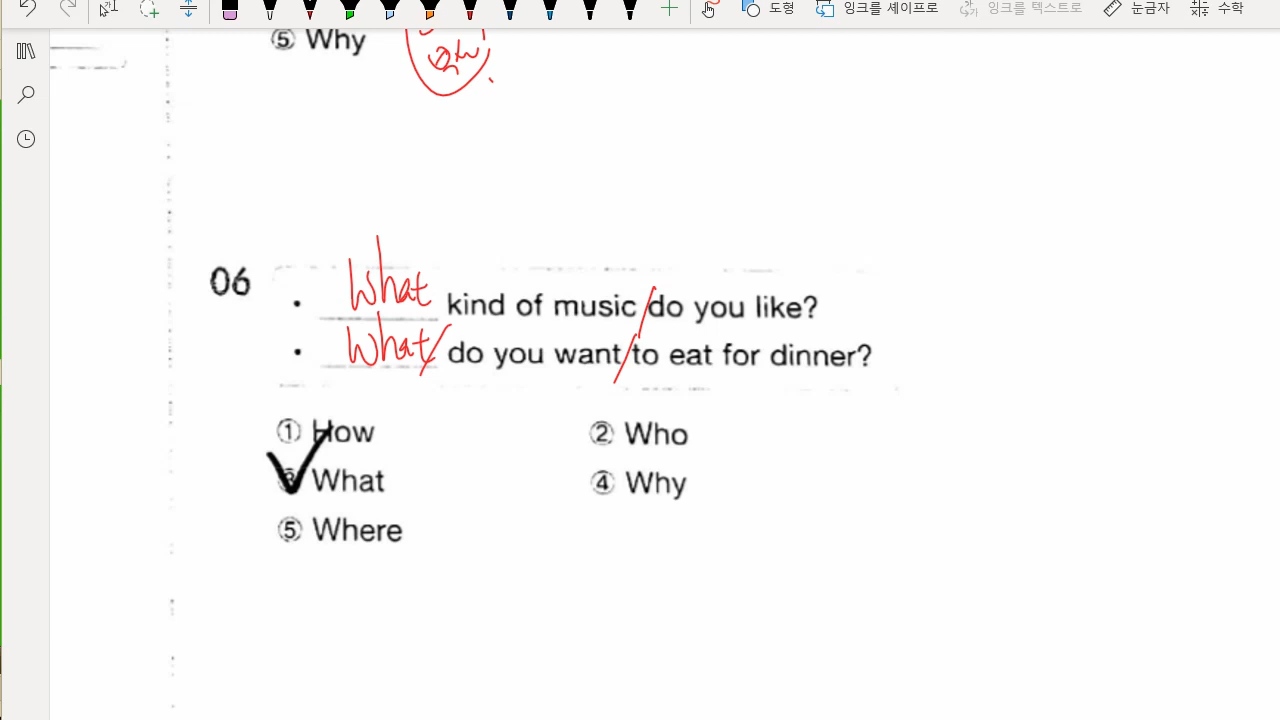 도형 잉크를 셰이프로 잉크를 텍스트로 눈금자 수학
⑤ Why
06
• What kind of music / do you like?
• What / do you want / to eat for dinner?
① How ② Who
③ What ④ Why
⑤ Where